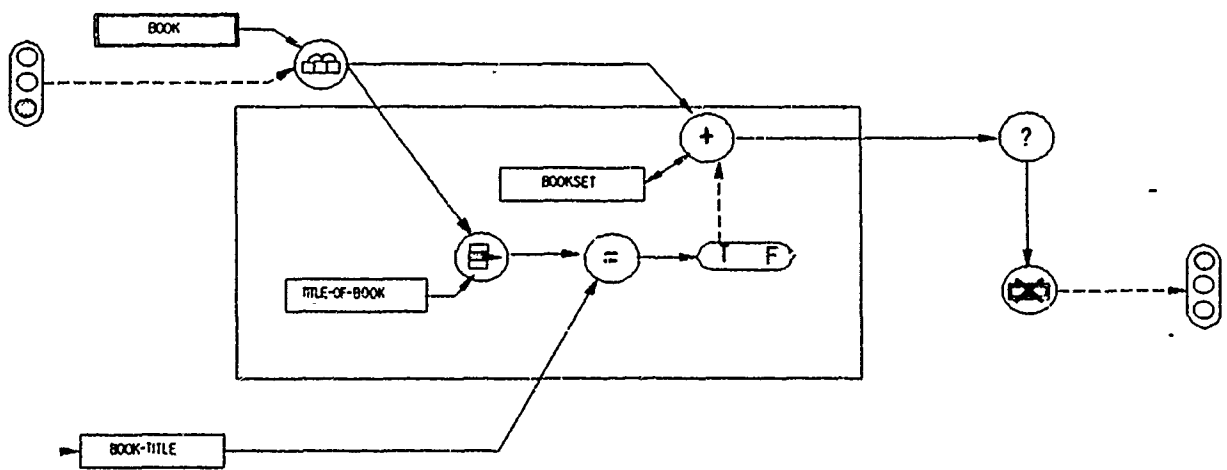 BOOK
+
?
BOOKSET
=
T F
TITLE-OF-BOOK
BOOK-TITLE